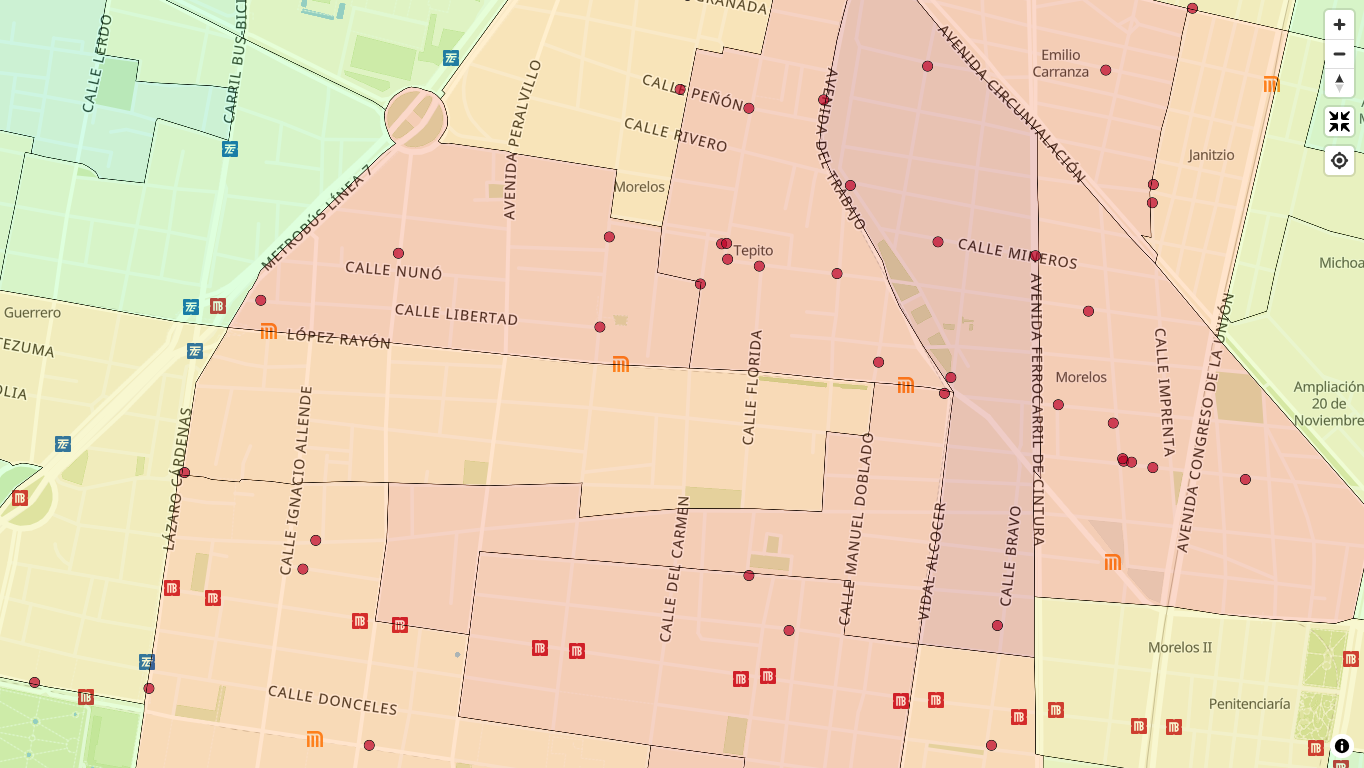 GRANADA
CALLE LERDO
CARRIL BUS-BICI
AVENIDA CIRCUNVALACIÓN
Emilio
Carranza
CALLE PEÑÓN
CALLE RIVERO
AVENIDA PERALVILLO
AVENIDA DEL TRABAJO
Janitzio
Morelos
METROBÚS LÍNEA 7
Tepito
CALLE MINEROS
CALLE NUNÓ
Michoa
Guerrero
CALLE LIBERTAD
LÓPEZ RAYÓN
TEZUMA
OLIA
CALLE FLORIDA
AVENIDA FERROCARRIL DE CINTURA
CALLE IMPRENTA
AVENIDA CONGRESO DE LA UNIÓN
Morelos
Ampliación
20 de
Noviembre
LÁZARO CÁRDENAS
CALLE IGNACIO ALLENDE
CALLE DEL CARMEN
CALLE MANUEL DOBLADO
VIDAL ALCOCER
CALLE BRAVO
Morelos II
CALLE DONCELES
Penitenciaría